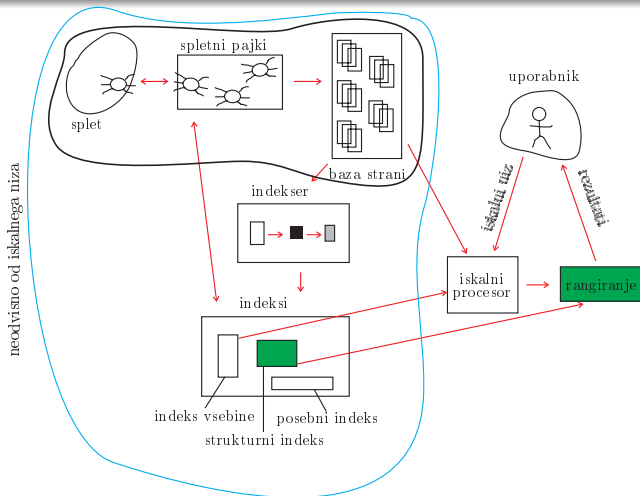 spletni pajki
splet
baza strani
uporabnik
neodvisno od iskalnega niza
indekser
iskalni niz
rezultati
iskalni
procesor
rangiranje
indeksi
indeks vsebine
posebni indeks
strukturni indeks